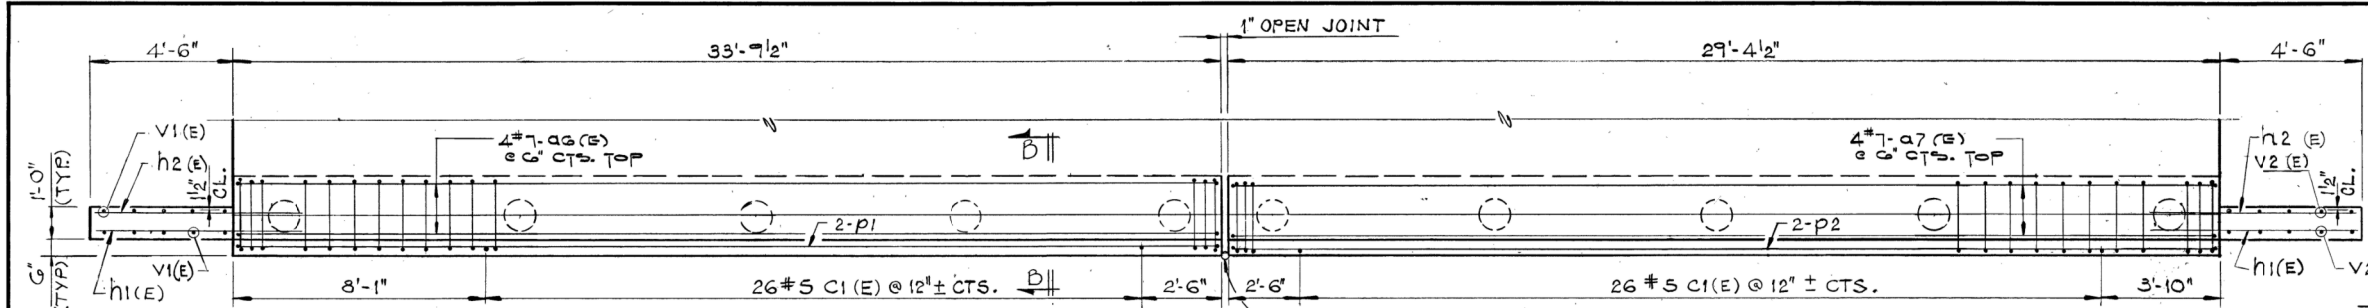 1" OPEN JOINT
4'-6"
33'-9½"
29'-4½"
4'-6"
V1(E)
h2(E)
1½"
CL.
1'-0"
(TYP.)
4#7-a6(E)
@ 6" CTS. TOP
B
4#7-a7(E)
@ 6" CTS. TOP
h2 (E)
V2 (E)
1½"
CL.
2-P1
2-P2
6"
(TYP)
V1(E)
h1(E)
h1(E)
8'-1"
26#5 C1(E) @ 12"± CTS.
B
2'-6"
2'-6"
26#5 C1(E) @ 12" ± CTS.
3'-10"